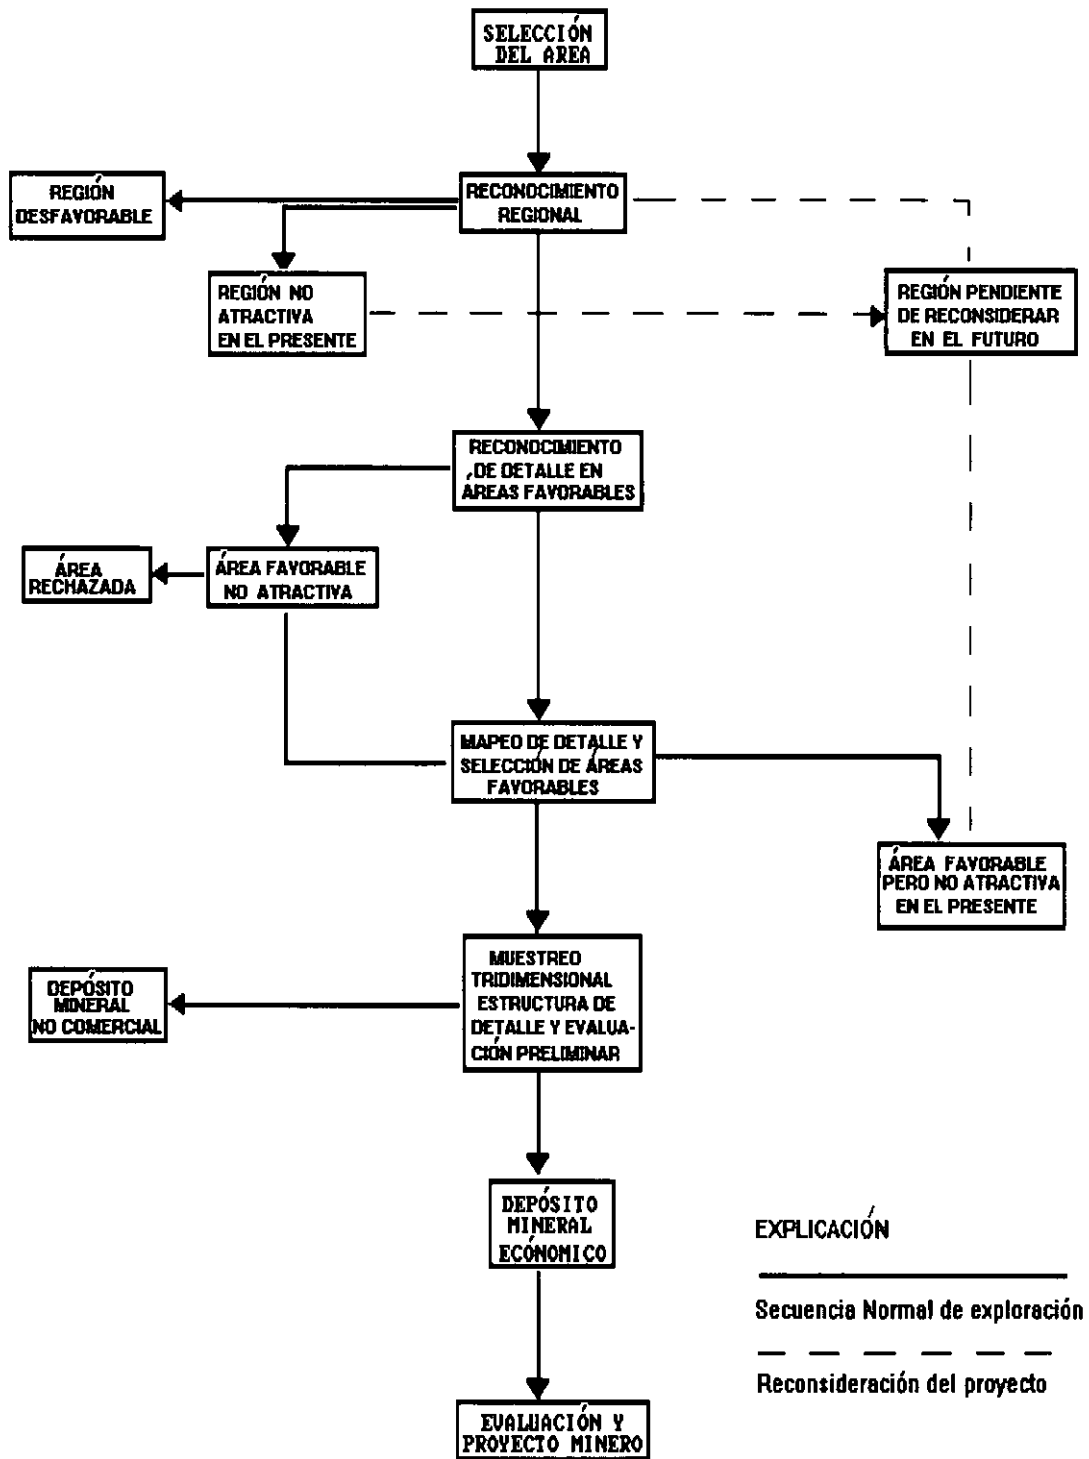 SELECCIÓN
DEL AREA
RECONOCIMIENTO
REGIONAL
REGIÓN
DESFAVORABLE
REGIÓN NO
ATRACTIVA
EN EL PRESENTE
REGIÓN PENDIENTE
DE RECONSIDERAR
EN EL FUTURO
RECONOCIMIENTO
DE DETALLE EN
ÁREAS FAVORABLES
ÁREA
RECHAZADA
ÁREA FAVORABLE
NO ATRACTIVA
MAPEO DE DETALLE Y
SELECCIÓN DE ÁREAS
FAVORABLES
ÁREA FAVORABLE
PERO NO ATRACTIVA
EN EL PRESENTE
MUESTREO
TRIDIMENSIONAL
ESTRUCTURA DE
DETALLE Y EVALUA-
CIÓN PRELIMINAR
DEPÓSITO
MINERAL
NO COMERCIAL
DEPÓSITO
MINERAL
ECÓNOMICO
EXPLICACIÓN
Secuencia Normal de exploración
Reconsideración del proyecto
EVALUACIÓN Y
PROYECTO MINERO